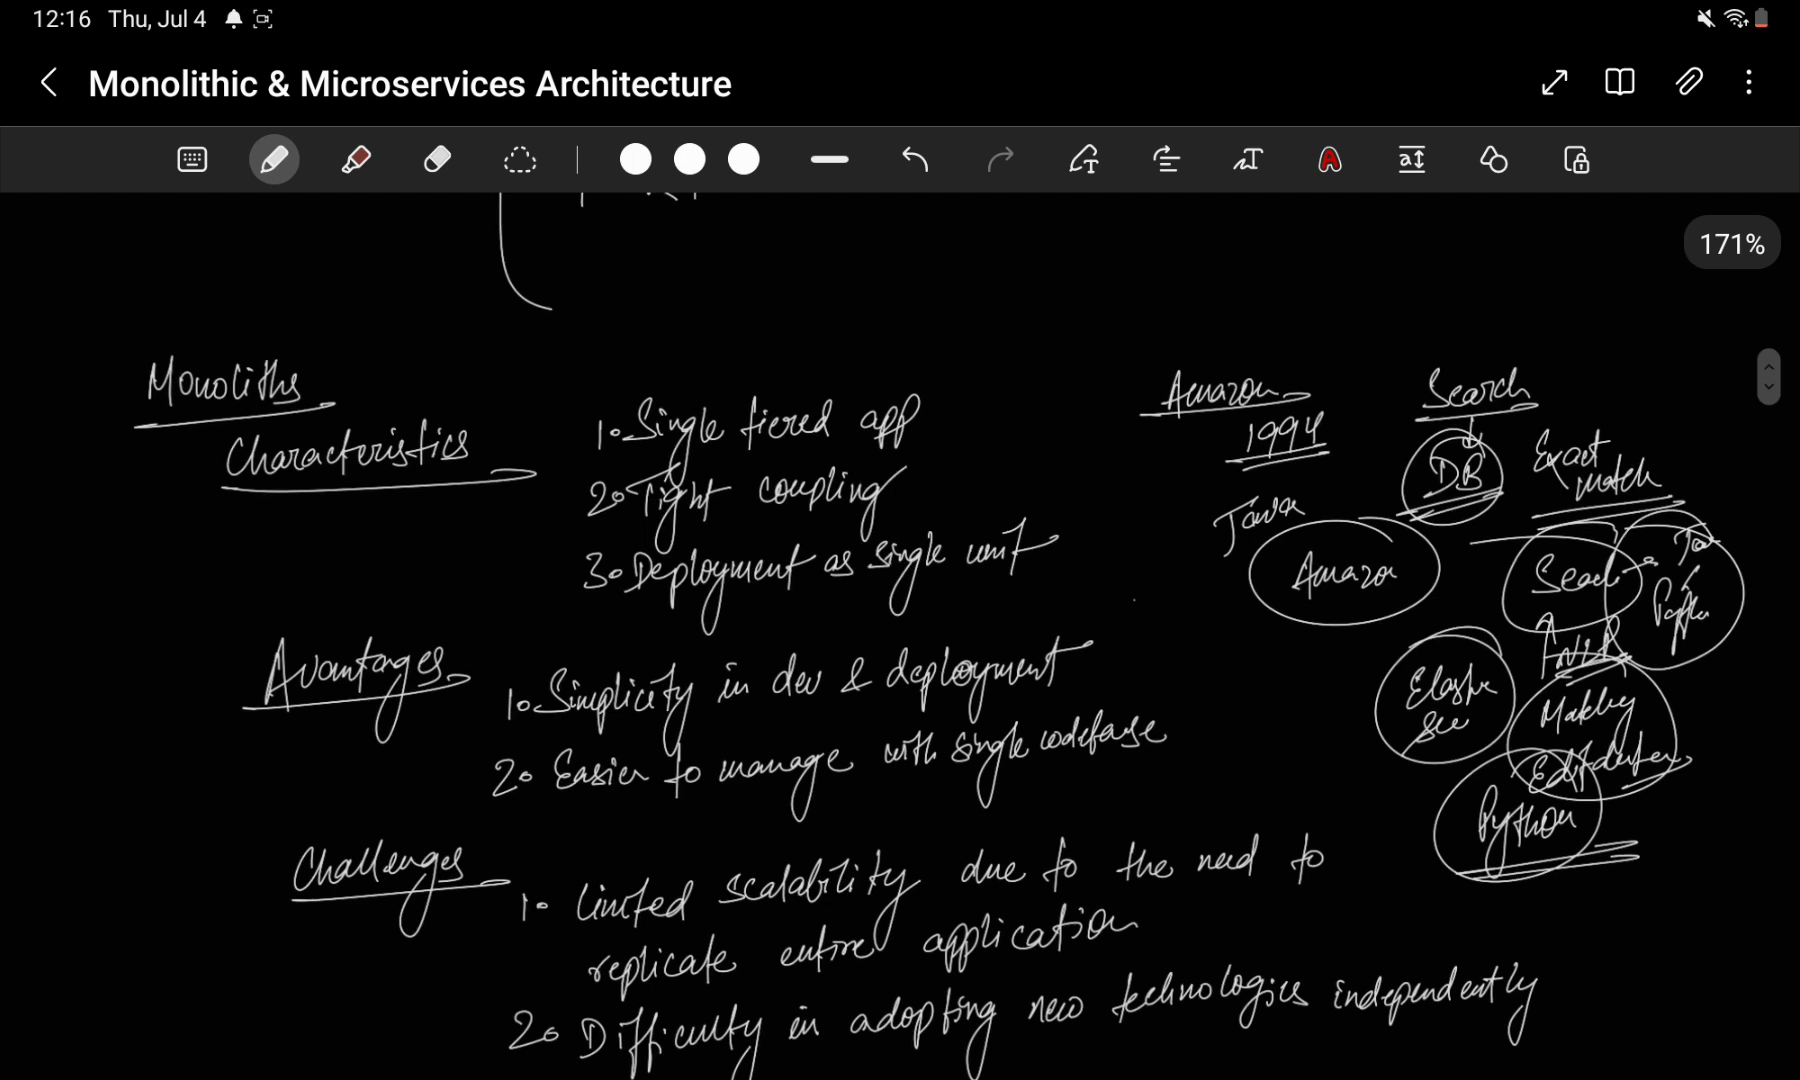 12:16 Thu, Jul 4
Monolithic & Microservices Architecture
171%
Monoliths
Characteristics
1. Single tiered app
2. Tight coupling
3. Deployment as single unit
Avantages
1. Simplicity in dev & deployment
2. Easier to manage with single codebase
Challenges
1. Limited scalability due to the need to
replicate entire application
2. Difficulty in adopting new technologies independently
Amazon
1994
Java
Amazon
Search
DB
Exact
match
Search
Elastic
Python